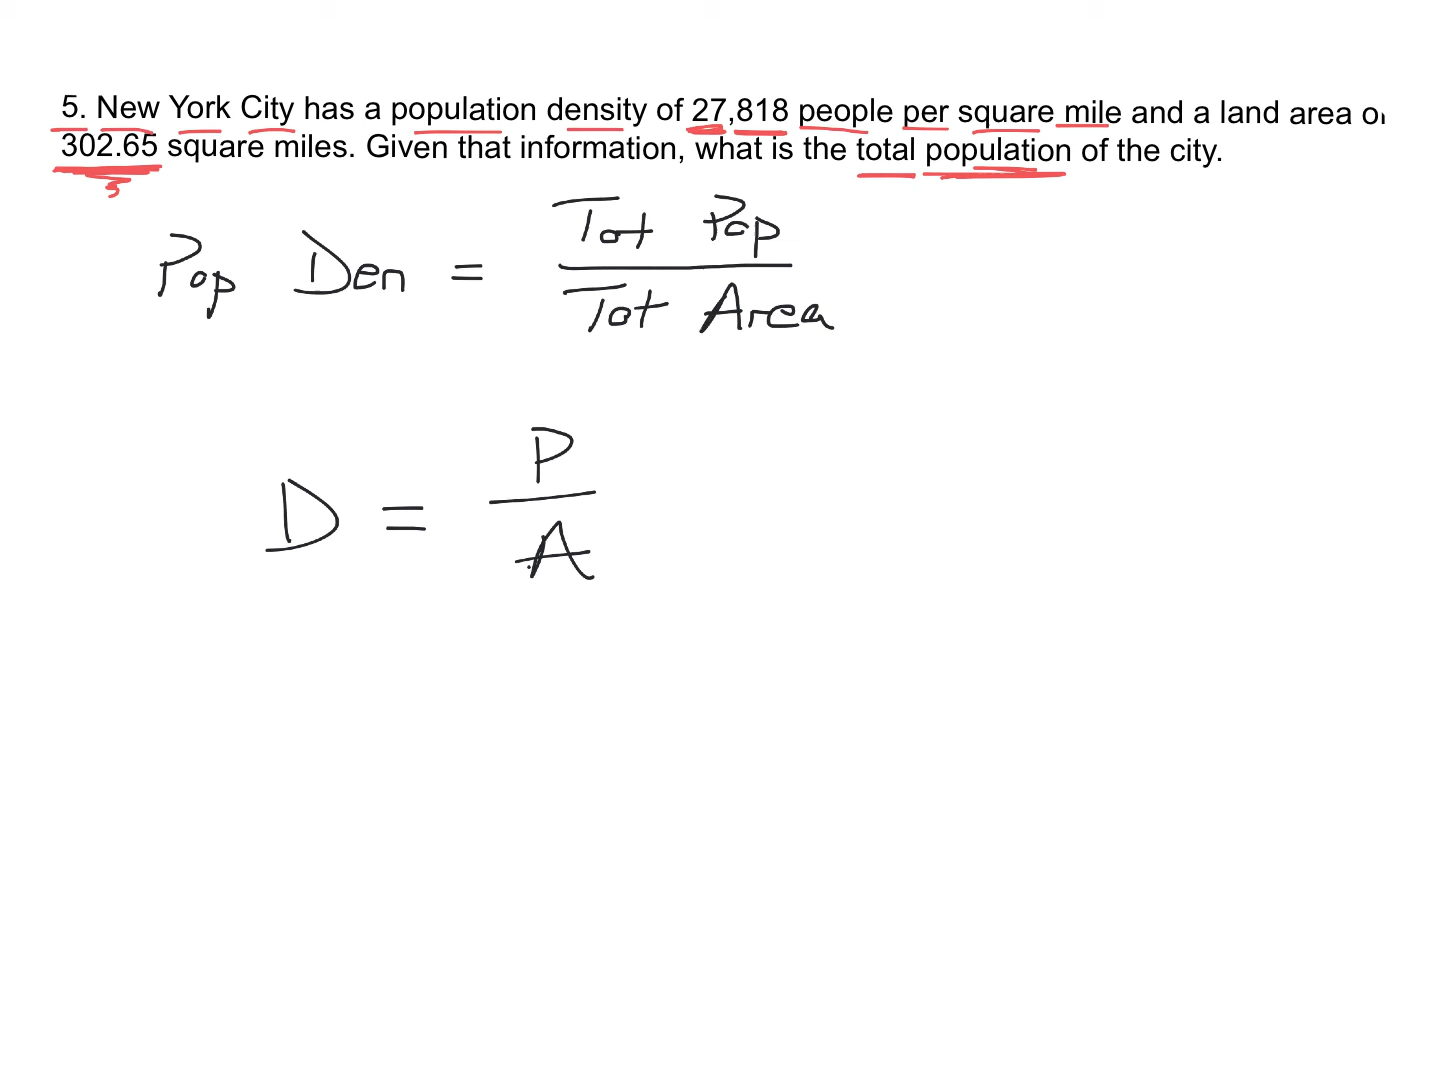 5. New York City has a population density of 27,818 people per square mile and a land area
302.65 square miles. Given that information, what is the total population of the city.
Pop Den = Tot Pop
Tot Area
D = P
A